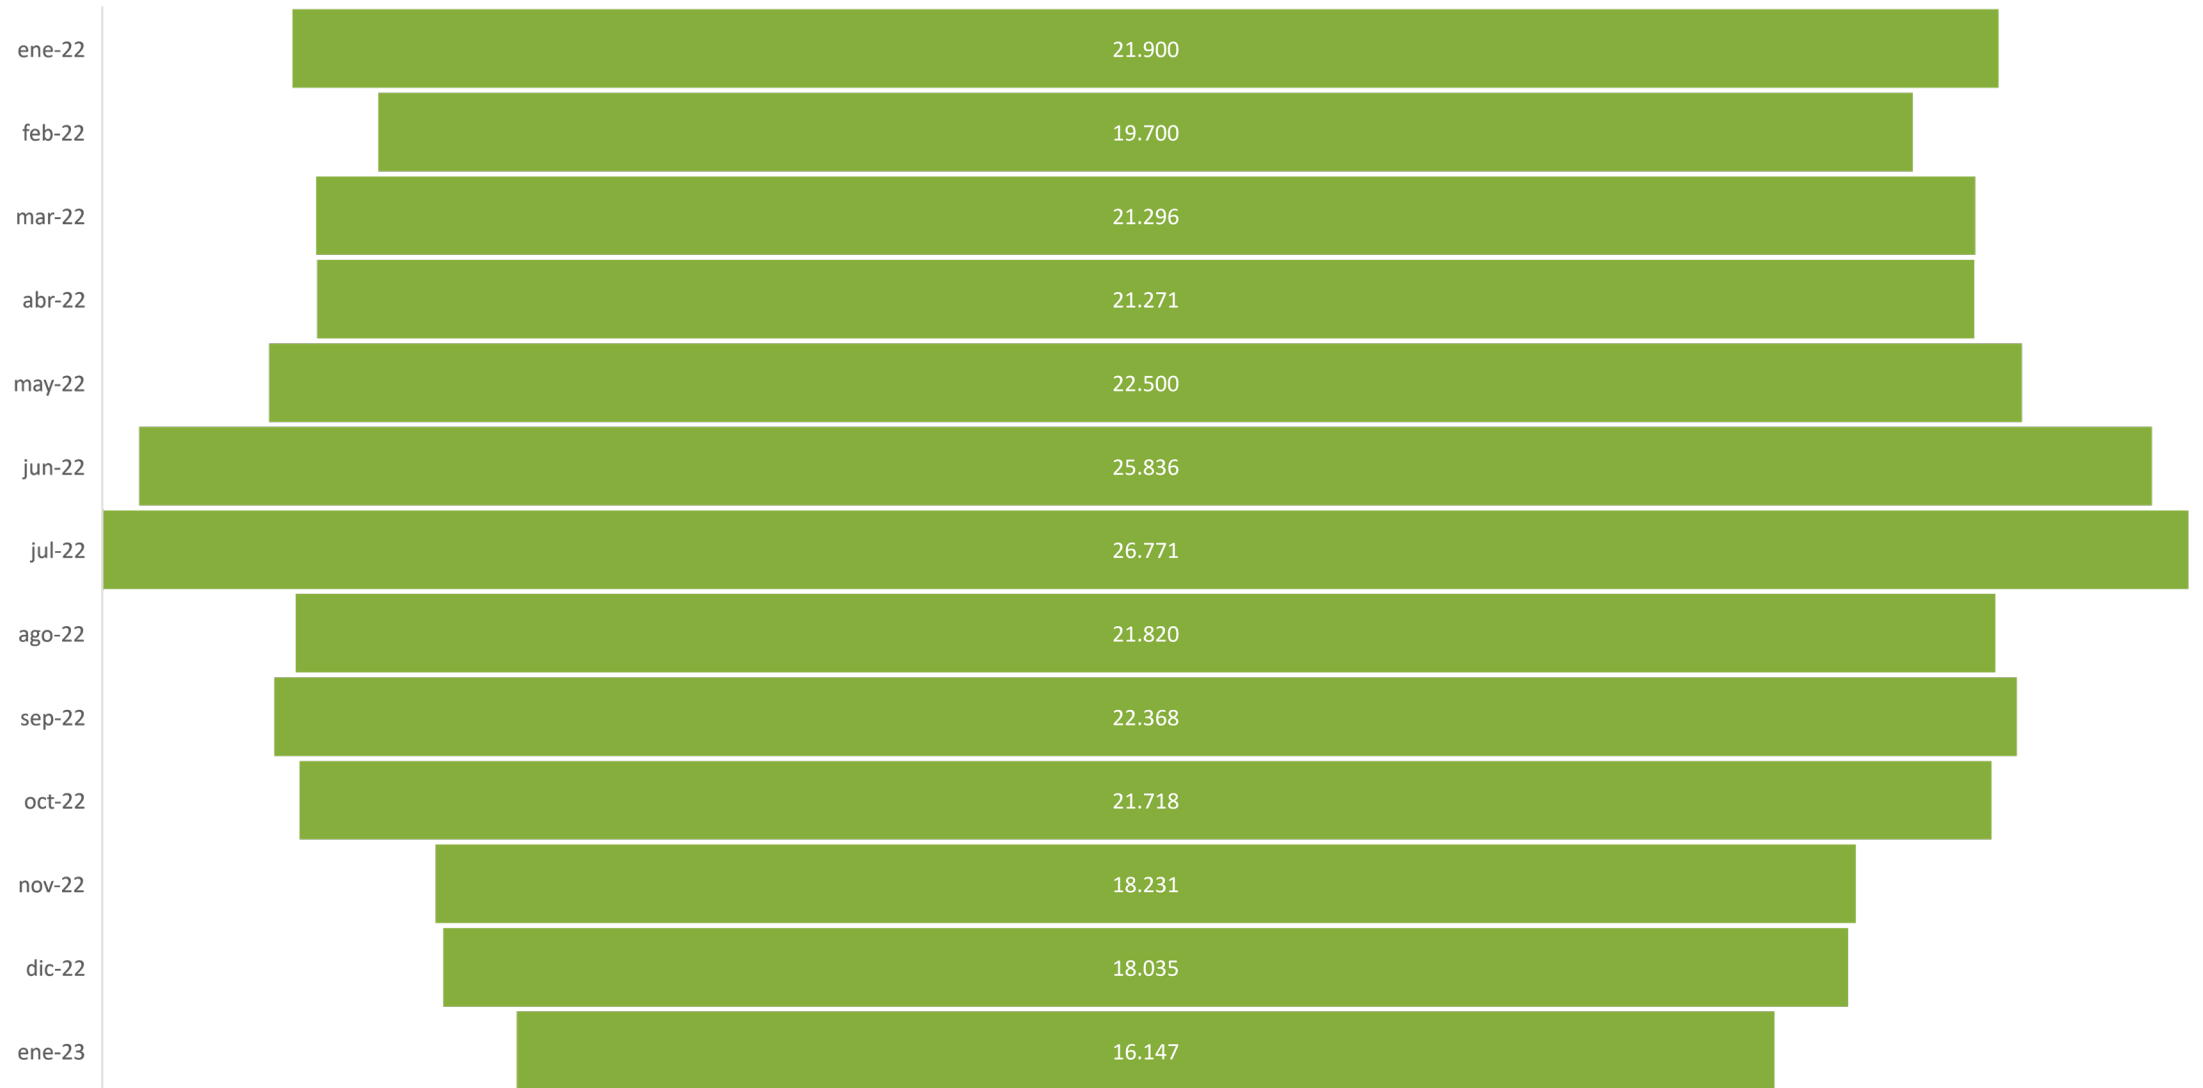 ene-22 21.900
feb-22 19.700
mar-22 21.296
abr-22 21.271
may-22 22.500
jun-22 25.836
jul-22 26.771
ago-22 21.820
sep-22 22.368
oct-22 21.718
nov-22 18.231
dic-22 18.035
ene-23 16.147